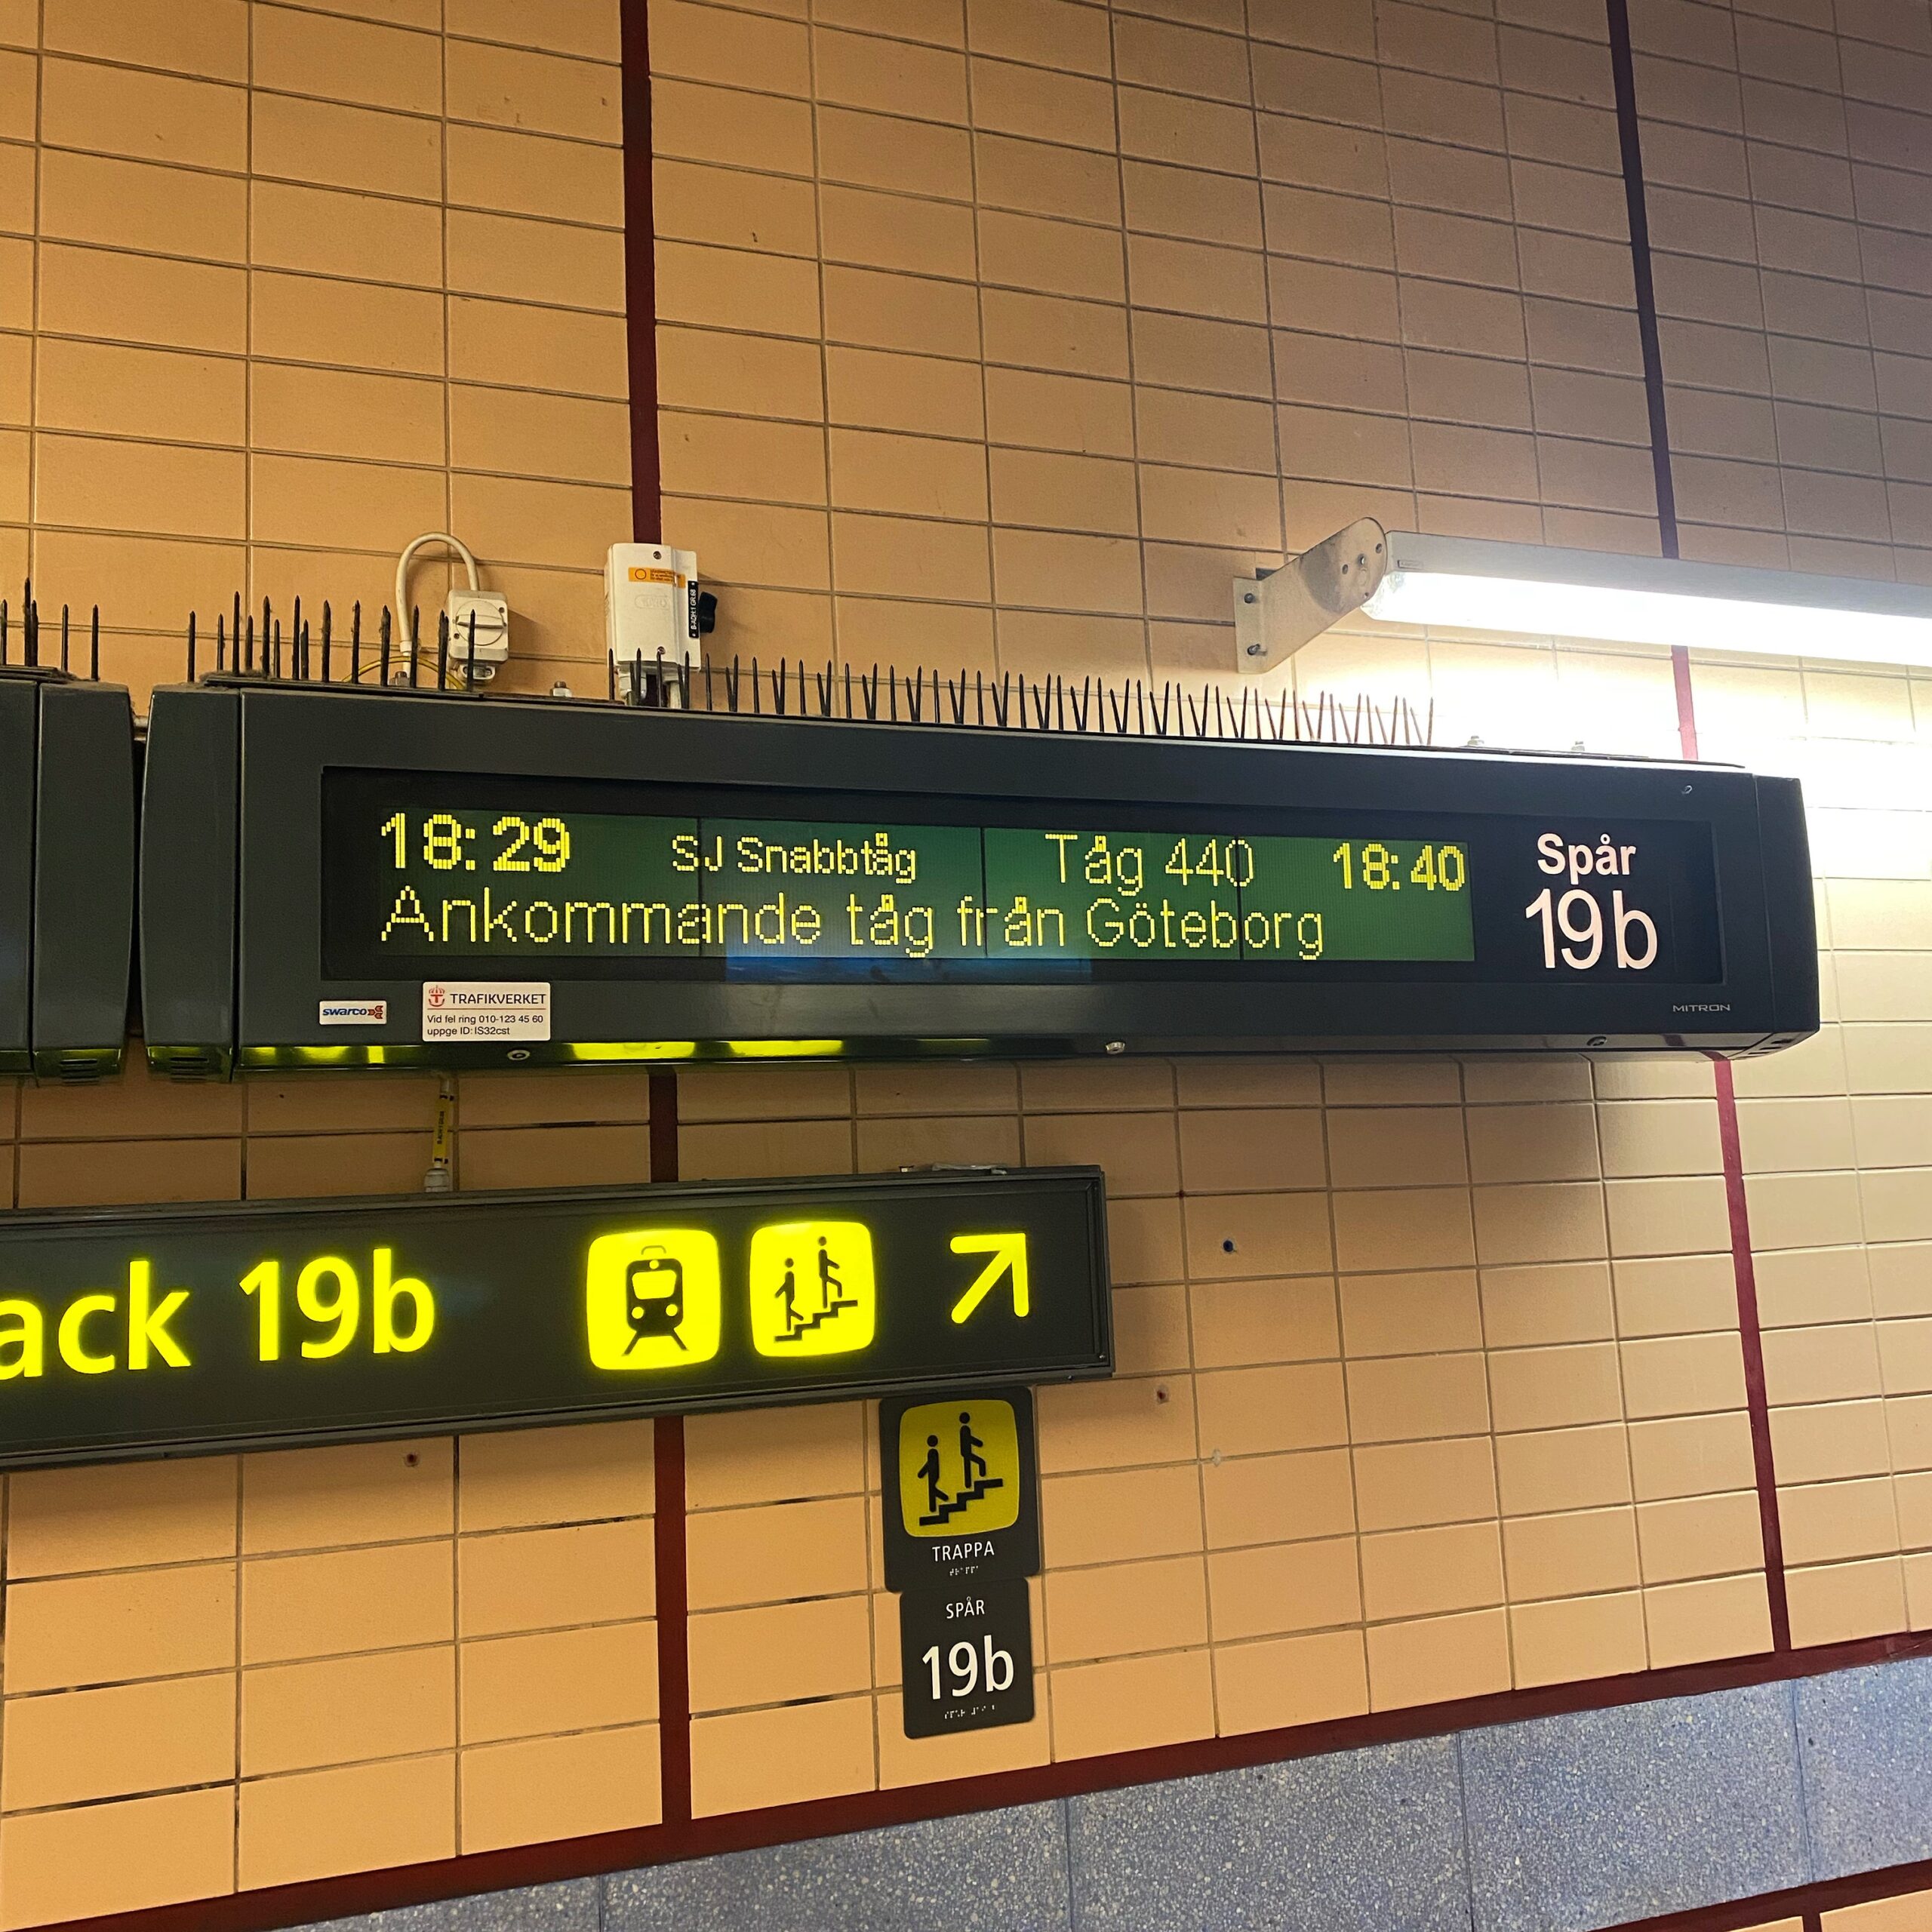 18:29 SJ Snabbtåg Tåg 440 18:40
Ankommande tåg från Göteborg
Spår
19b
swarco
TRAFIKVERKET
Vid fel ring 010-123 45 60
uppge ID: IS32cst
MITRON
ack 19b
TRAPPA
SPÅR
19b